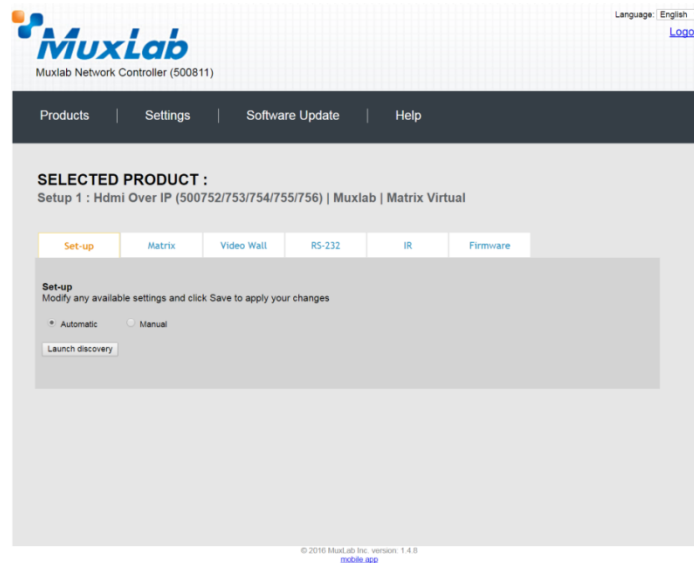 Language: English
Logo
MuxLab
Muxlab Network Controller (500811)
Products | Settings | Software Update | Help
SELECTED PRODUCT :
Setup 1 : Hdmi Over IP (500752/753/754/755/756) | Muxlab | Matrix Virtual
Set-up Matrix Video Wall RS-232 IR Firmware
Set-up
Modify any available settings and click Save to apply your changes
Automatic Manual
Launch discovery
© 2016 MuxLab Inc. version: 1.4.8
mobile app